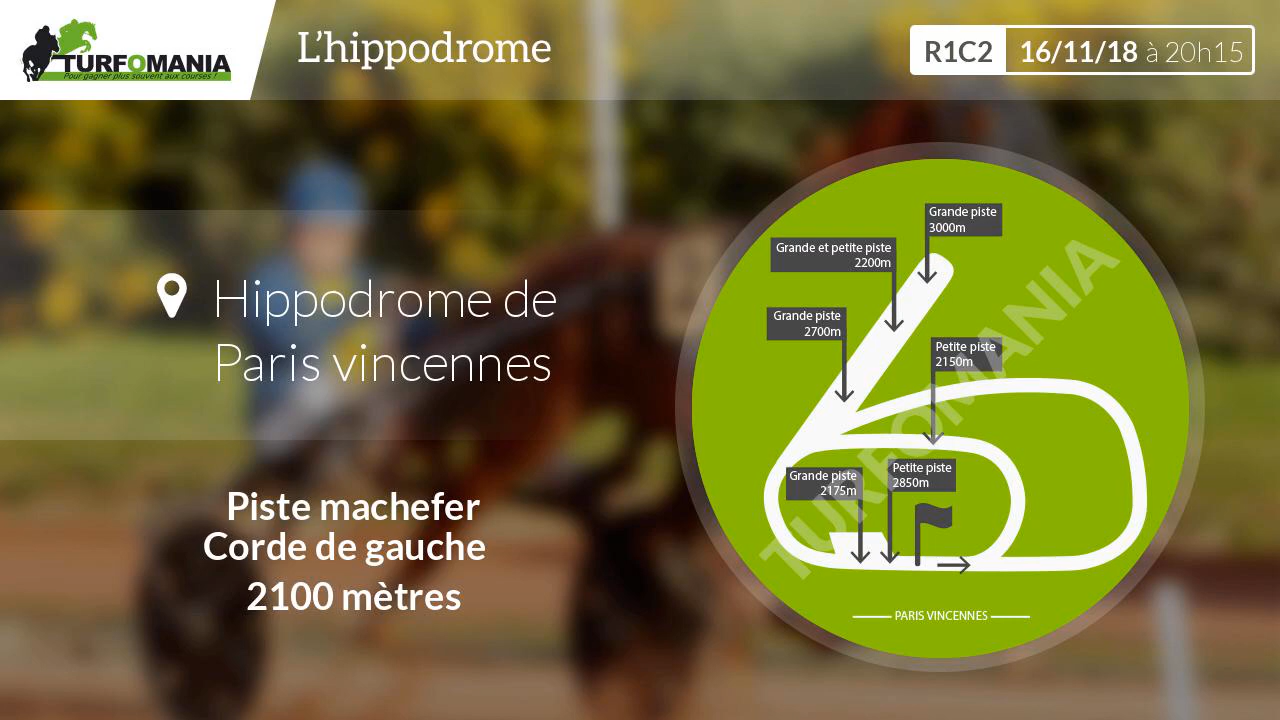 TURFOMANIA
Pour gagner plus souvent aux courses !
L'hippodrome
R1C2
16/11/18 à 20h15
Hippodrome de
Paris vincennes
Piste machefer
Corde de gauche
2100 mètres
Grande piste
3000m
Grande et petite piste
2200m
Grande piste
2700m
Petite piste
2150m
Grande piste
2175m
Petite piste
2850m
TURFOMANIA
PARIS VINCENNES